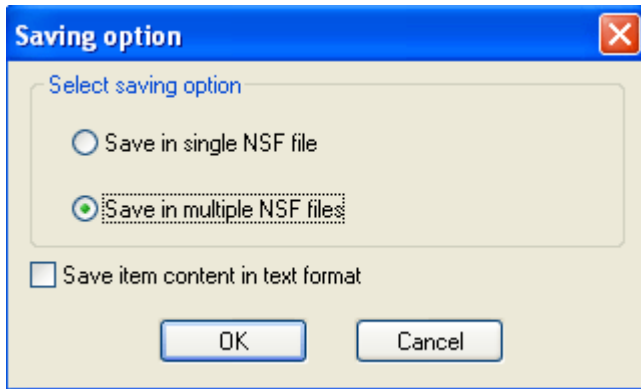 Saving option
Select saving option
Save in single NSF file
Save in multiple NSF files
Save item content in text format
OK Cancel